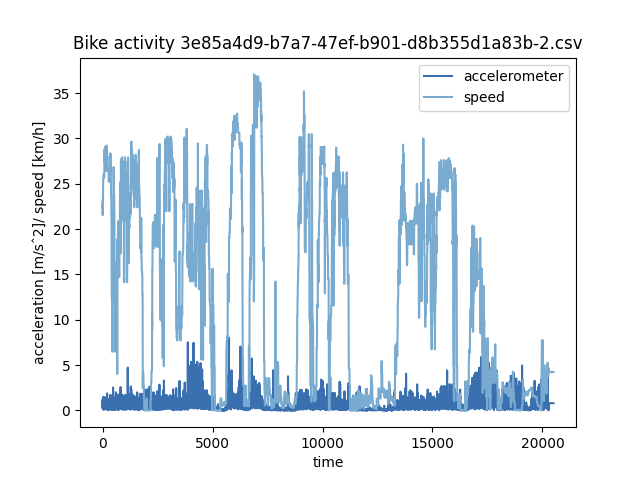 Bike activity 3e85a4d9-b7a7-47ef-b901-d8b355d1a83b-2.csv
accelerometer
speed
acceleration [m/s^2]/ speed [km/h]
35
30
25
20
15
10
5
0
0 5000 10000 15000 20000
time